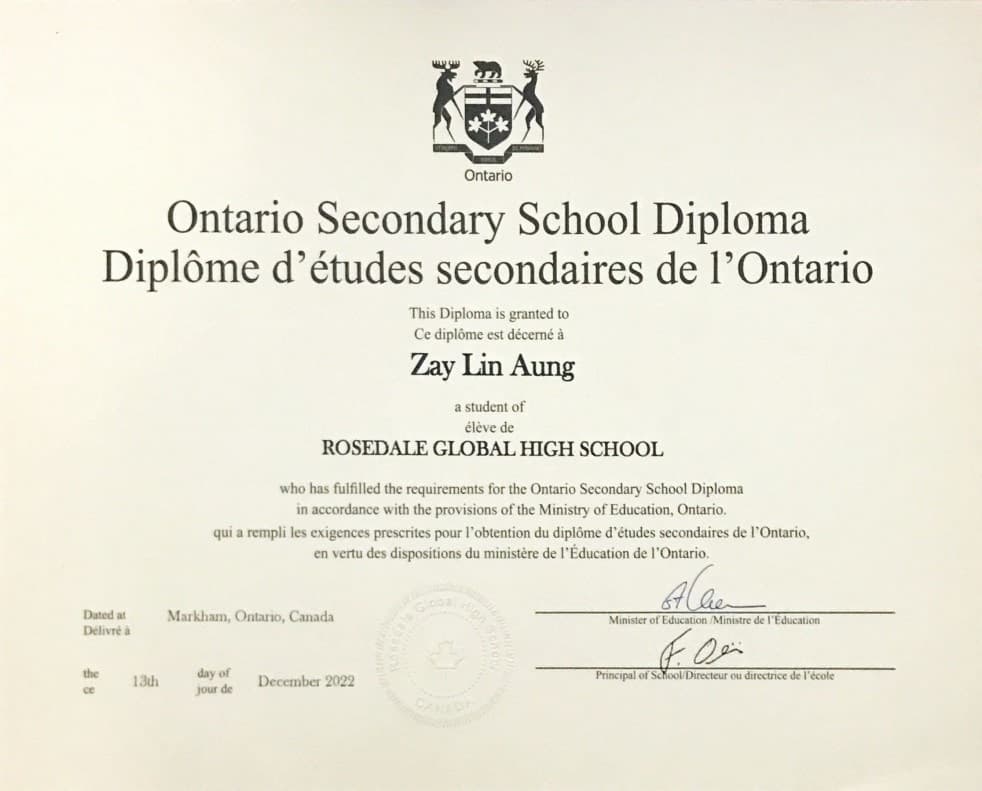 Ontario
Ontario Secondary School Diploma
Diplôme d’études secondaires de l’Ontario
This Diploma is granted to
Ce diplôme est décerné à
Zay Lin Aung
a student of
élève de
ROSEDALE GLOBAL HIGH SCHOOL
who has fulfilled the requirements for the Ontario Secondary School Diploma
in accordance with the provisions of the Ministry of Education, Ontario.
qui a rempli les exigences prescrites pour l’obtention du diplôme d’études secondaires de l’Ontario,
en vertu des dispositions du ministère de l’Éducation de l’Ontario.
Dated at
Délivré à
Markham, Ontario, Canada
Minister of Education /Ministre de l’Éducation
Principal of School/Directeur ou directrice de l’école
the
ce
13th
day of
jour de
December 2022
Rosedale Global High School
CANADA